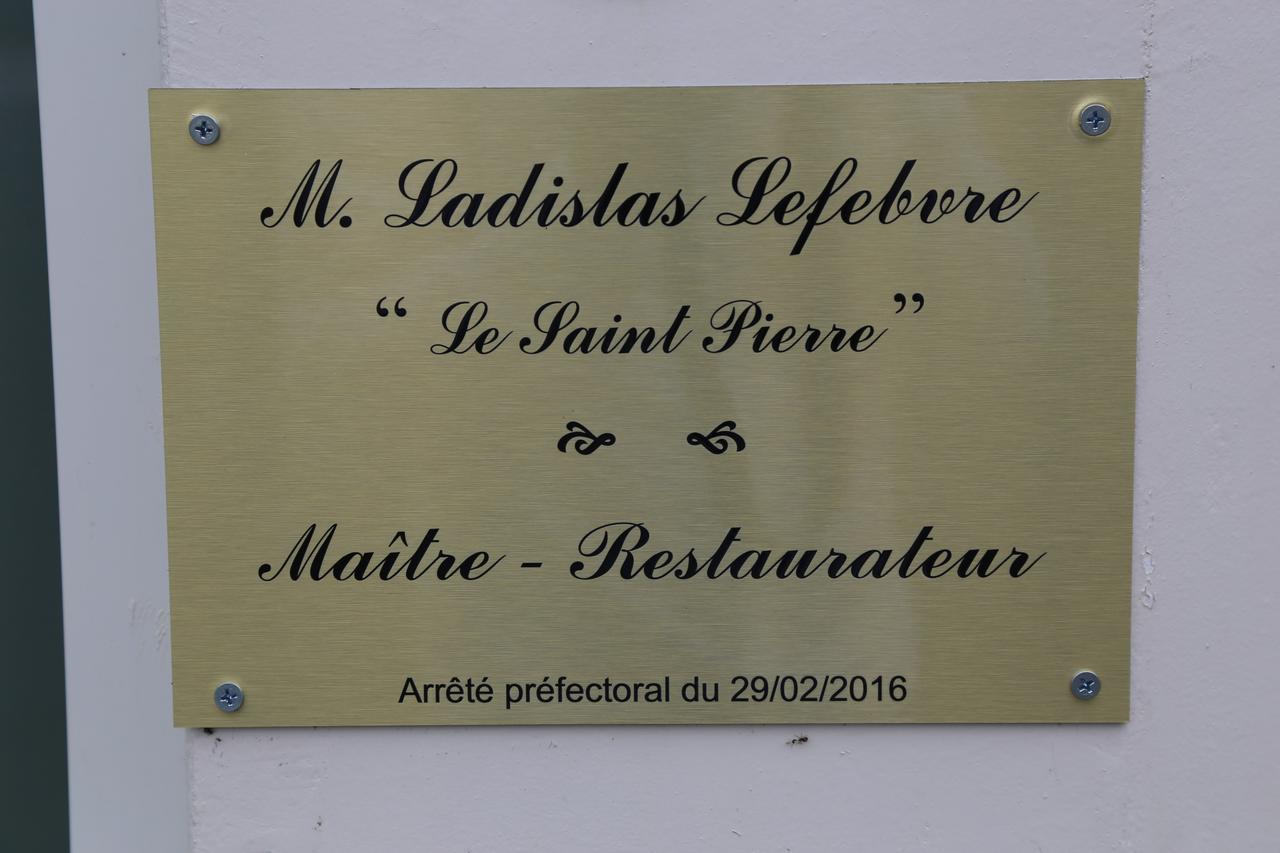 M. Ladislas Lefebvre
“ Le Saint Pierre ”
Maître - Restaurateur
Arrêté préfectoral du 29/02/2016